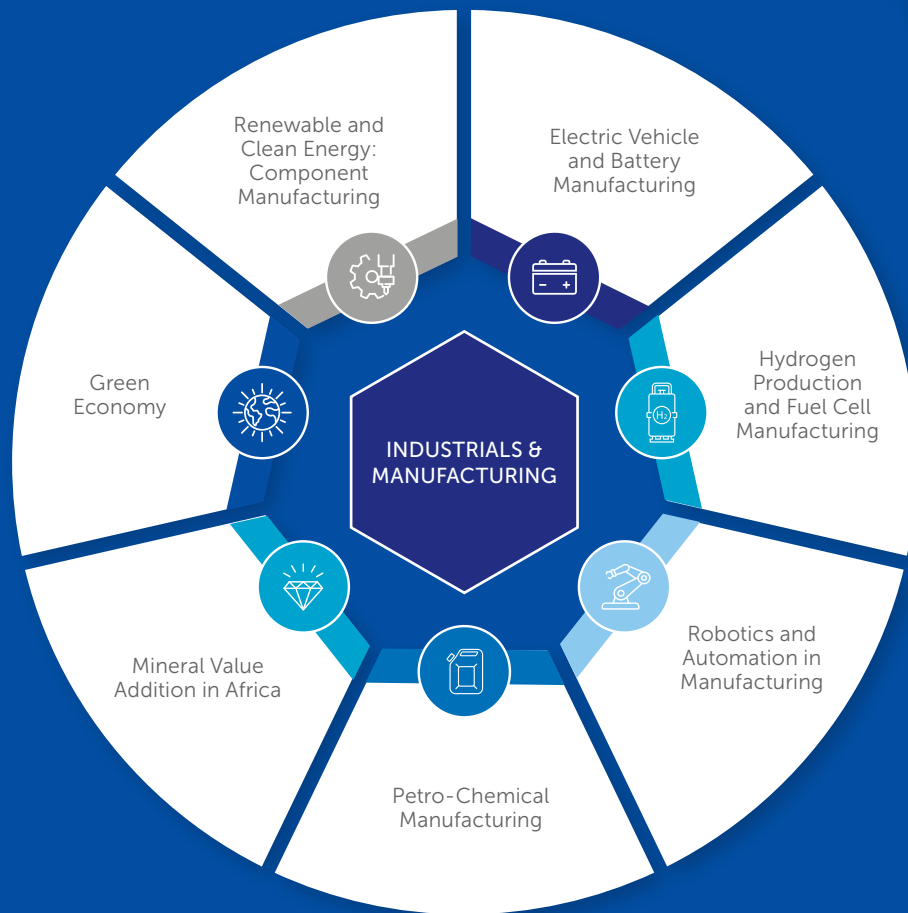 Renewable and
Clean Energy:
Component
Manufacturing
Electric Vehicle
and Battery
Manufacturing
Hydrogen
Production
and Fuel Cell
Manufacturing
Robotics and
Automation in
Manufacturing
Petro-Chemical
Manufacturing
Mineral Value
Addition in Africa
Green
Economy
INDUSTRIALS &
MANUFACTURING
H₂